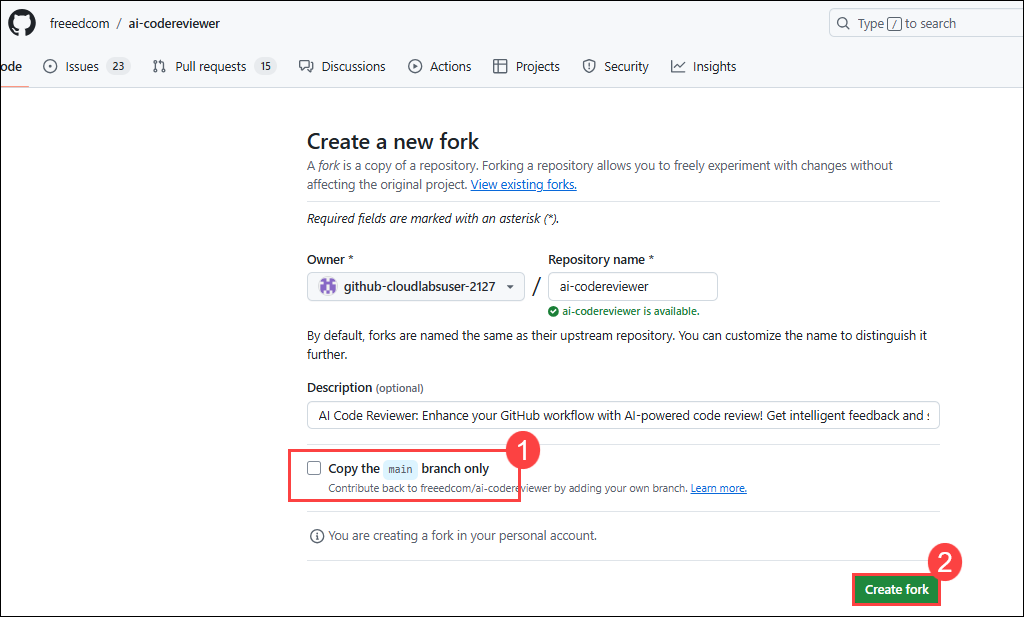 freeedcom / ai-codereviewer
Type / to search
ode Issues 23 Pull requests 15 Discussions Actions Projects Security Insights
Create a new fork
A fork is a copy of a repository. Forking a repository allows you to freely experiment with changes without
affecting the original project. View existing forks.
Required fields are marked with an asterisk (*).
Owner * Repository name *
github-cloudlabsuser-2127 / ai-codereviewer
ai-codereviewer is available.
By default, forks are named the same as their upstream repository. You can customize the name to distinguish it
further.
Description (optional)
AI Code Reviewer: Enhance your GitHub workflow with AI-powered code review! Get intelligent feedback and s
1
Copy the main branch only
Contribute back to freeedcom/ai-codereviewer by adding your own branch. Learn more.
You are creating a fork in your personal account.
2
Create fork